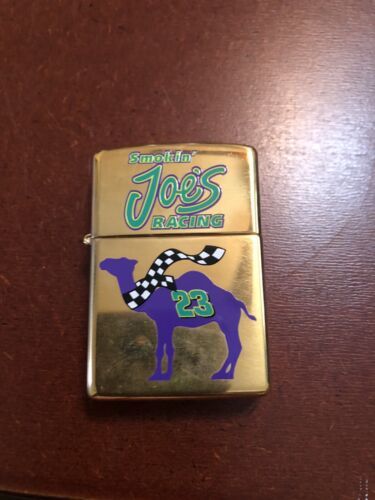 Smokin'
Joe's
RACING
23